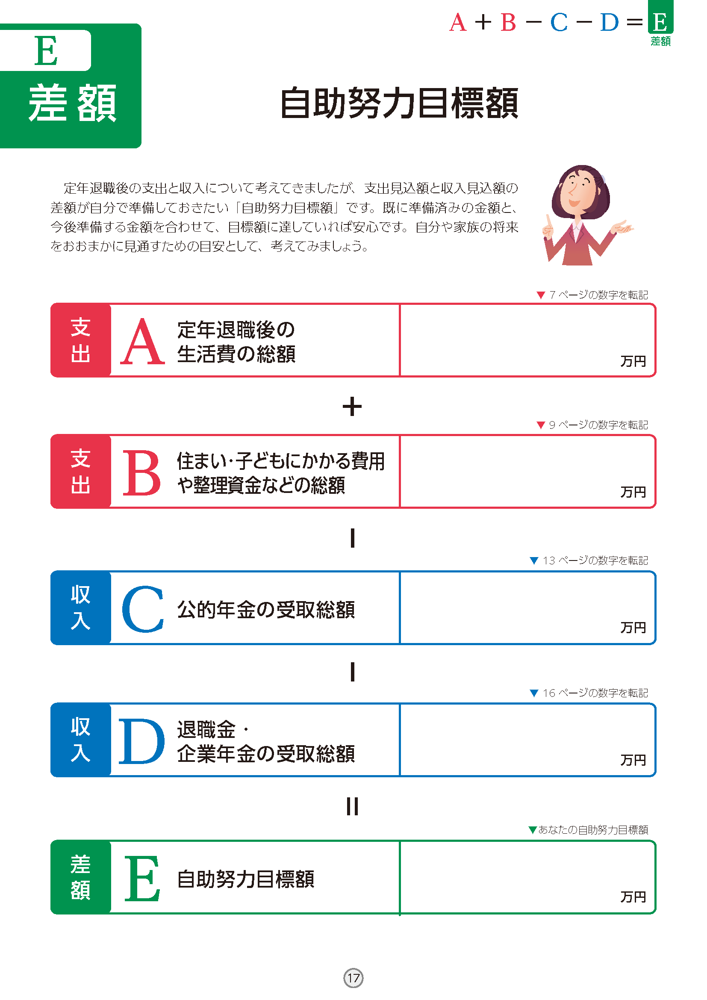 A + B − C − D = E
差額
E
差額
自助努力目標額
定年退職後の支出と収入について考えてきましたが、支出見込額と収入見込額の
差額が自分で準備しておきたい「自助努力目標額」です。既に準備済みの金額と、
今後準備する金額を合わせて、目標額に達していれば安心です。自分や家族の将来
をおおまかに見通すための目安として、考えてみましょう。
▼ 7 ページの数字を転記
支出
A
定年退職後の
生活費の総額
万円
+
▼ 9 ページの数字を転記
支出
B
住まい・子どもにかかる費用
や整理資金などの総額
万円
−
▼ 13 ページの数字を転記
収入
C
公的年金の受取総額
万円
−
▼ 16 ページの数字を転記
収入
D
退職金・
企業年金の受取総額
万円
=
▼あなたの自助努力目標額
差額
E
自助努力目標額
万円
17